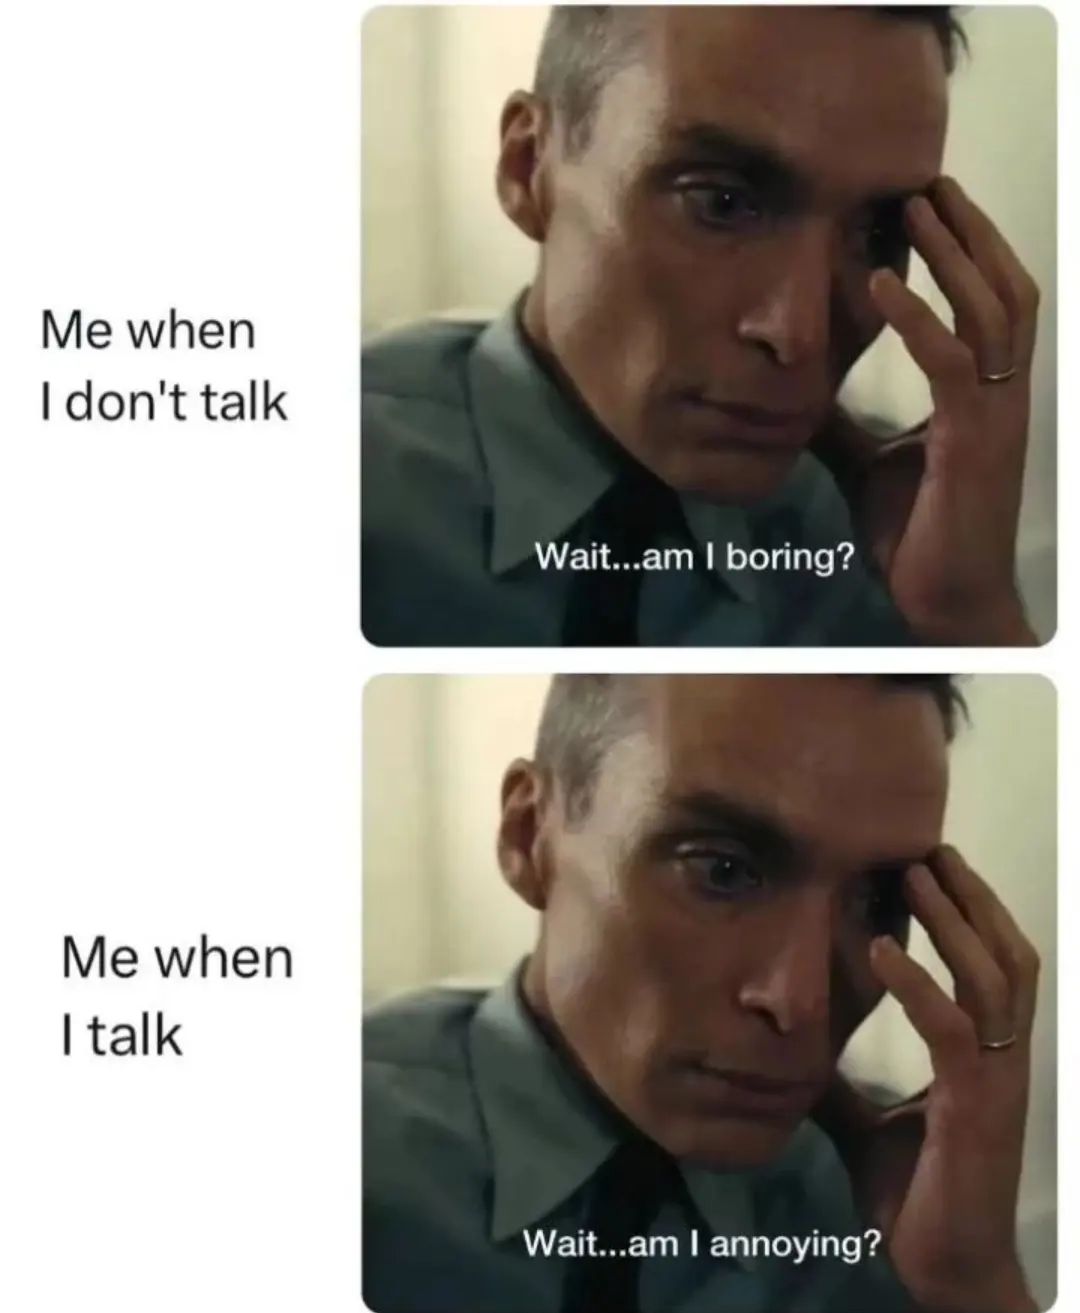 Me when
I don't talk
Wait...am I boring?
Me when
I talk
Wait...am I annoying?